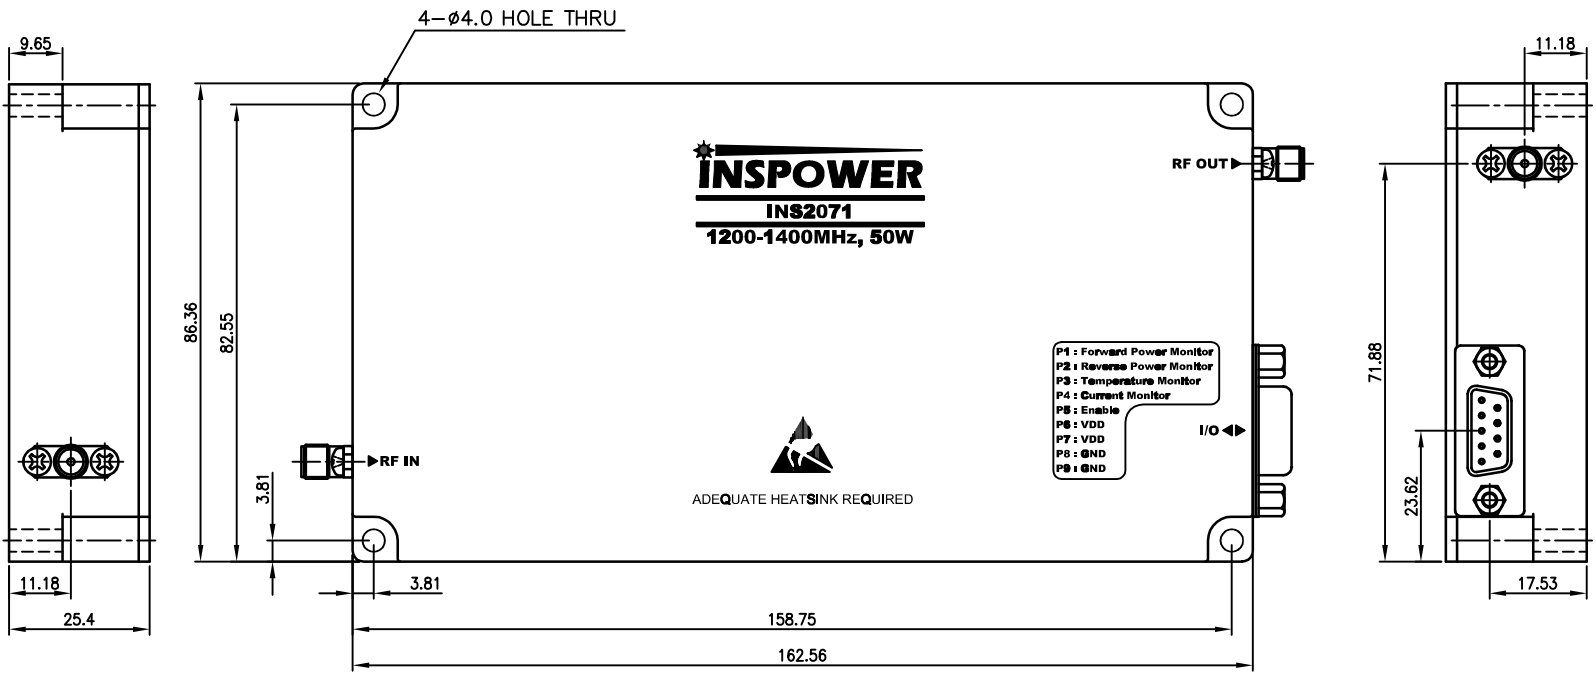 4-ø4.0 HOLE THRU
9.65
11.18
86.36
82.55
INSPOWER
INS2071
1200-1400MHz, 50W
RF OUT
71.88
P1 : Forward Power Monitor
P2 : Reverse Power Monitor
P3 : Temperature Monitor
P4 : Current Monitor
P5 : Enable
P6 : VDD
P7 : VDD
P8 : GND
P9 : GND
I/O
RF IN
3.81
ADEQUATE HEATSINK REQUIRED
23.62
11.18
3.81
17.53
25.4
158.75
162.56